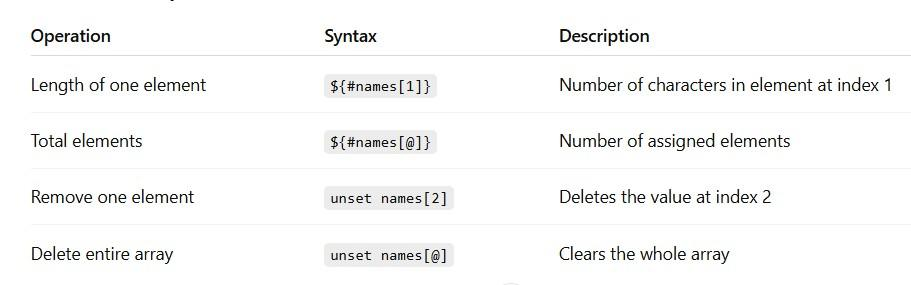 Operation Syntax Description
Length of one element ${#names[1]} Number of characters in element at index 1
Total elements ${#names[@]} Number of assigned elements
Remove one element unset names[2] Deletes the value at index 2
Delete entire array unset names[@] Clears the whole array